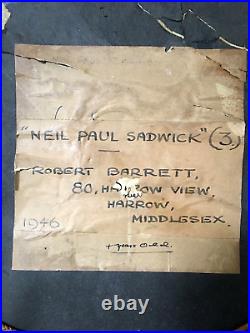 "NEIL PAUL SADWICK" (3)
ROBERT BARRETT,
80, HARROW VIEW,
HARROW,
MIDDLESEX.
1946